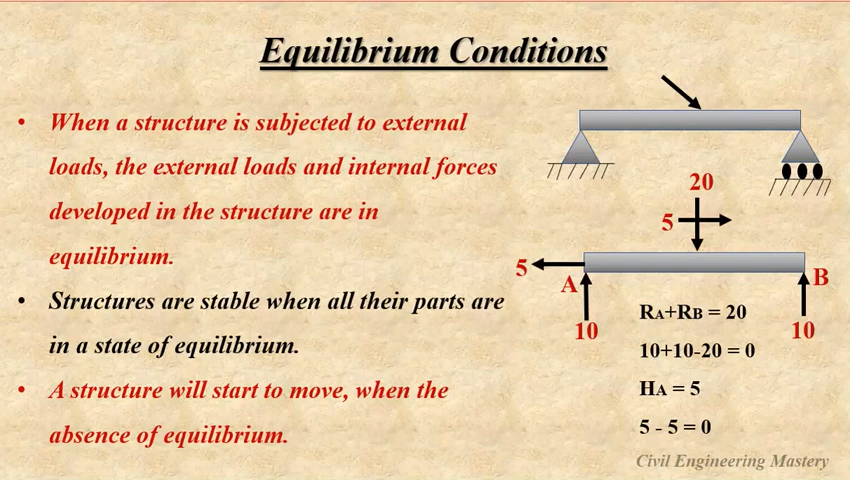 Equilibrium Conditions
• When a structure is subjected to external
loads, the external loads and internal forces
developed in the structure are in
equilibrium.
• Structures are stable when all their parts are
in a state of equilibrium.
• A structure will start to move, when the
absence of equilibrium.
20
5
5
A
B
10
10
RA+RB = 20
10+10-20 = 0
HA = 5
5 - 5 = 0
Civil Engineering Mastery